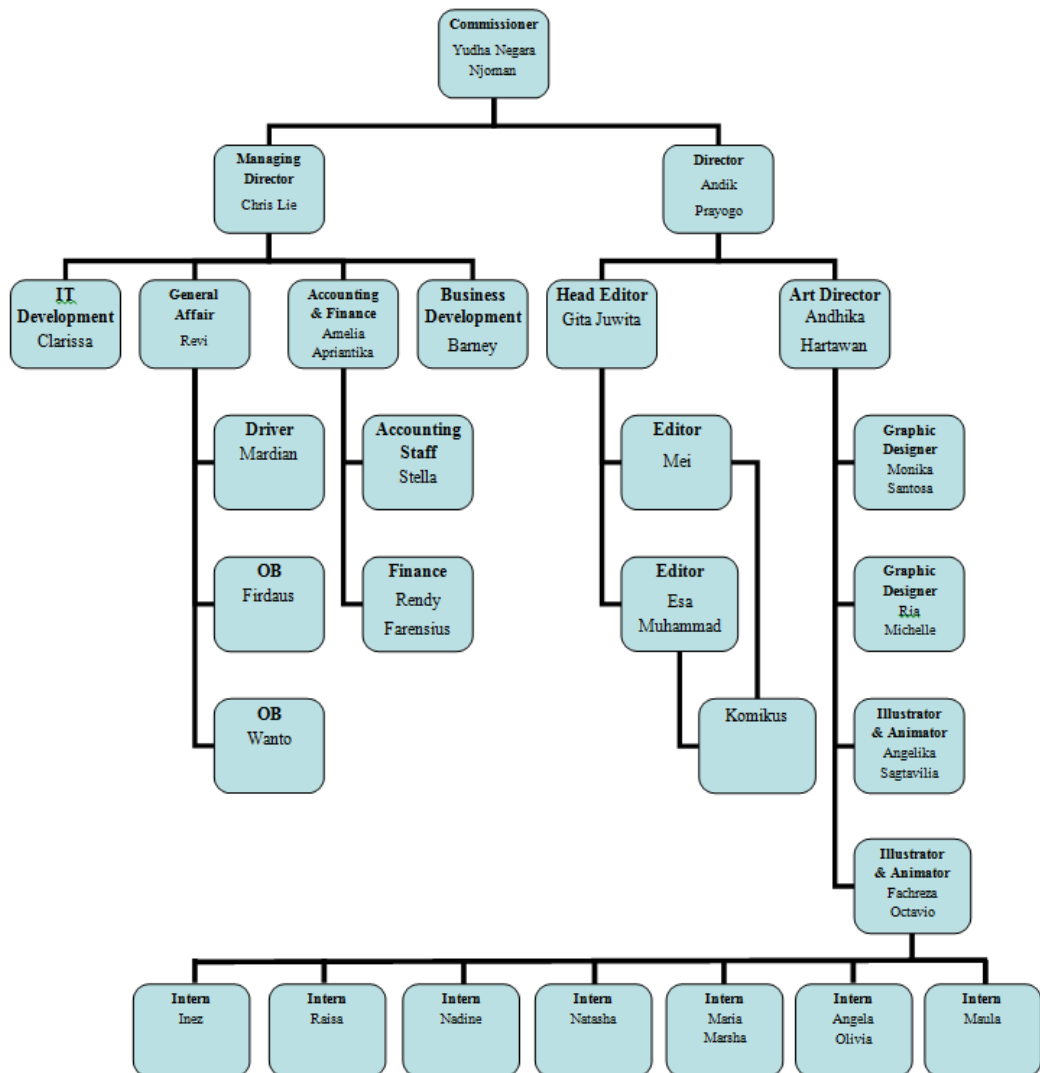 Commissioner
Yudha Negara
Njoman
Managing
Director
Chris Lie
Director
Andik
Prayogo
IT
Development
Clarissa
General
Affair
Revi
Accounting
& Finance
Amelia
Apriantika
Business
Development
Barney
Head Editor
Gita Juwita
Art Director
Andhika
Hartawan
Driver
Mardian
Accounting
Staff
Stella
Editor
Mei
Graphic
Designer
Monika
Santosa
OB
Firdaus
Finance
Rendy
Farensius
Editor
Esa
Muhammad
Graphic
Designer
Ria
Michelle
OB
Wanto
Komikus
Illustrator
& Animator
Angelika
Sagtavilia
Illustrator
& Animator
Fachreza
Octavio
Intern
Inez
Intern
Raisa
Intern
Nadine
Intern
Natasha
Intern
Maria
Marsha
Intern
Angela
Olivia
Intern
Maula